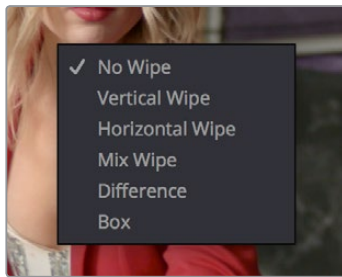 No Wipe
Vertical Wipe
Horizontal Wipe
Mix Wipe
Difference
Box